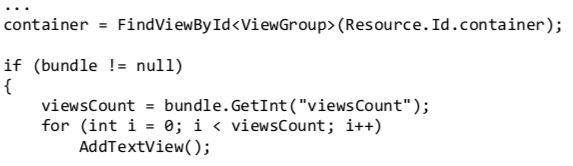 ...
container = FindViewById<ViewGroup>(Resource.Id.container);

if (bundle != null)
{
    viewsCount = bundle.GetInt("viewsCount");
    for (int i = 0; i < viewsCount; i++)
        AddTextView();